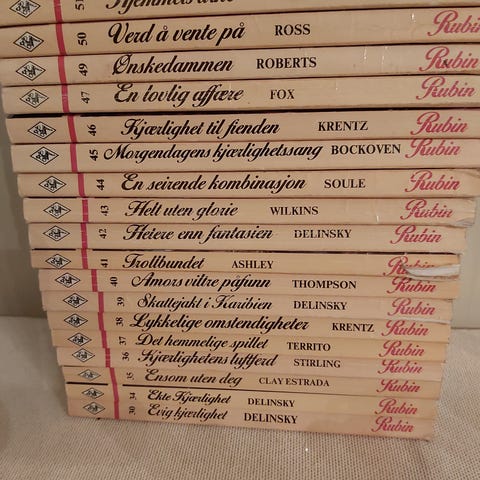 51 Hjemmets
50 Verd å vente på ROSS Rubin
49 Ønskedammen ROBERTS Rubin
47 En lovlig affære FOX Rubin
46 Kjærlighet til fienden KRENTZ Rubin
45 Morgendagens kjærlighetssang BOCKOVEN Rubin
44 En seirende kombinasjon SOULE Rubin
43 Helt uten glorie WILKINS Rubin
42 Heiere enn fantasien DELINSKY Rubin
41 Trollbundet ASHLEY Rubin
40 Amors viltre påfunn THOMPSON Rubin
39 Skattejakt i Karibien DELINSKY Rubin
38 Lykkelige omstendigheter KRENTZ Rubin
37 Det hemmelige spillet TERRITO Rubin
36 Kjærlighetens luftferd STIRLING Rubin
35 Ensom uten deg CLAY ESTRADA Rubin
34 Ekte Kjærlighet DELINSKY Rubin
30 Evig kjærlighet DELINSKY Rubin